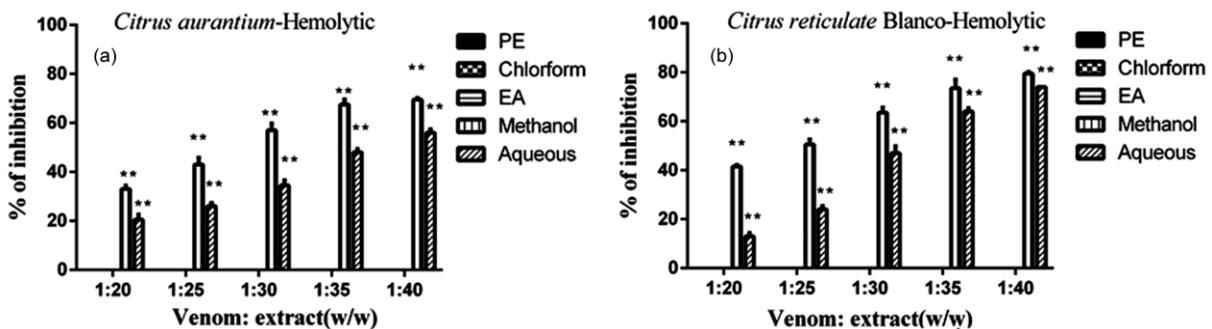 Citrus aurantium-Hemolytic
(a)
% of inhibition
100
80
60
40
20
0
** ** ** ** ** ** ** ** ** **
1:20 1:25 1:30 1:35 1:40
Venom: extract(w/w)
PE
Chlorform
EA
Methanol
Aqueous
Citrus reticulate Blanco-Hemolytic
(b)
% of inhibition
100
80
60
40
20
0
** ** ** ** ** ** ** ** ** **
1:20 1:25 1:30 1:35 1:40
Venom: extract(w/w)
PE
Chlorform
EA
Methanol
Aqueous